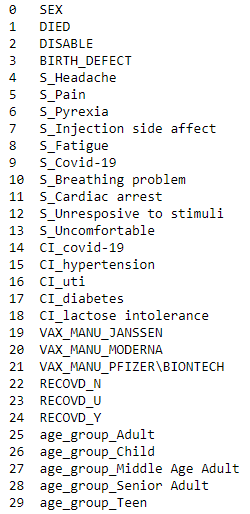 0 SEX
1 DIED
2 DISABLE
3 BIRTH_DEFECT
4 S_Headache
5 S_Pain
6 S_Pyrexia
7 S_Injection side affect
8 S_Fatigue
9 S_Covid-19
10 S_Breathing problem
11 S_Cardiac arrest
12 S_Unresposive to stimuli
13 S_Uncomfortable
14 CI_covid-19
15 CI_hypertension
16 CI_uti
17 CI_diabetes
18 CI_lactose intolerance
19 VAX_MANU_JANSSEN
20 VAX_MANU_MODERNA
21 VAX_MANU_PFIZER\BIONTECH
22 RECOVD_N
23 RECOVD_U
24 RECOVD_Y
25 age_group_Adult
26 age_group_Child
27 age_group_Middle Age Adult
28 age_group_Senior Adult
29 age_group_Teen